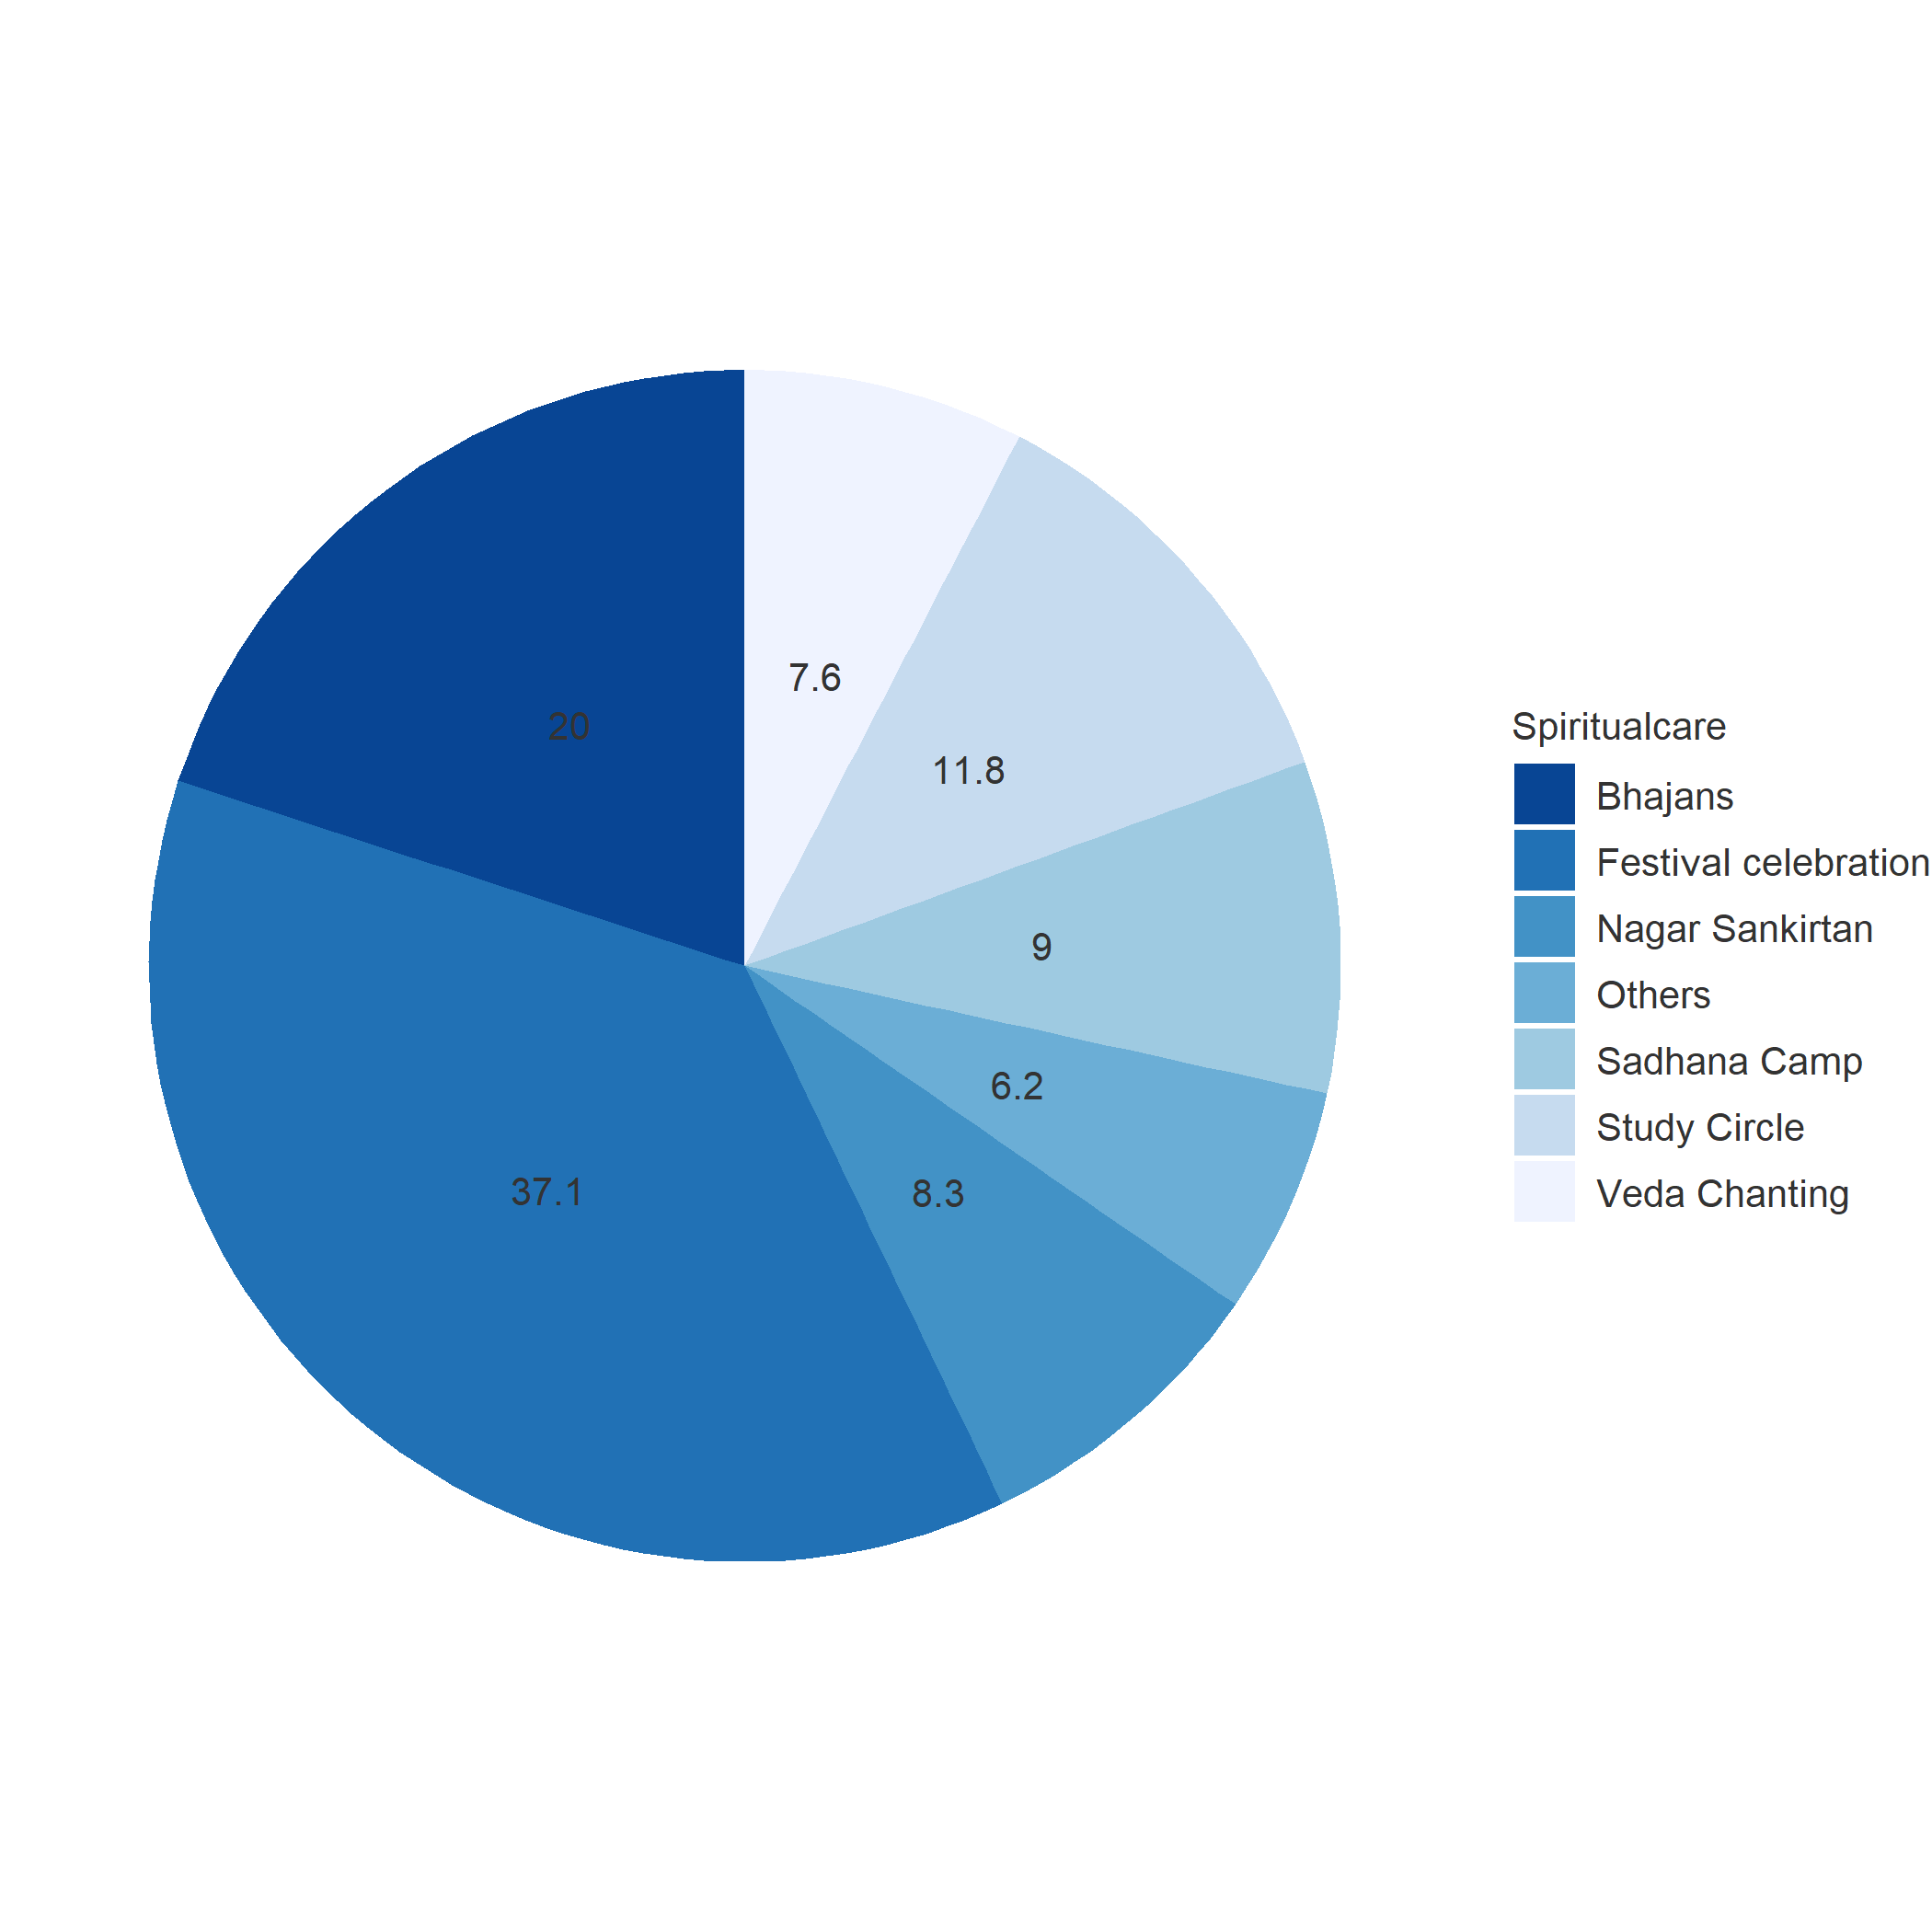 7.6
20
11.8
9
6.2
8.3
37.1
Spiritualcare
Bhajans
Festival celebration
Nagar Sankirtan
Others
Sadhana Camp
Study Circle
Veda Chanting